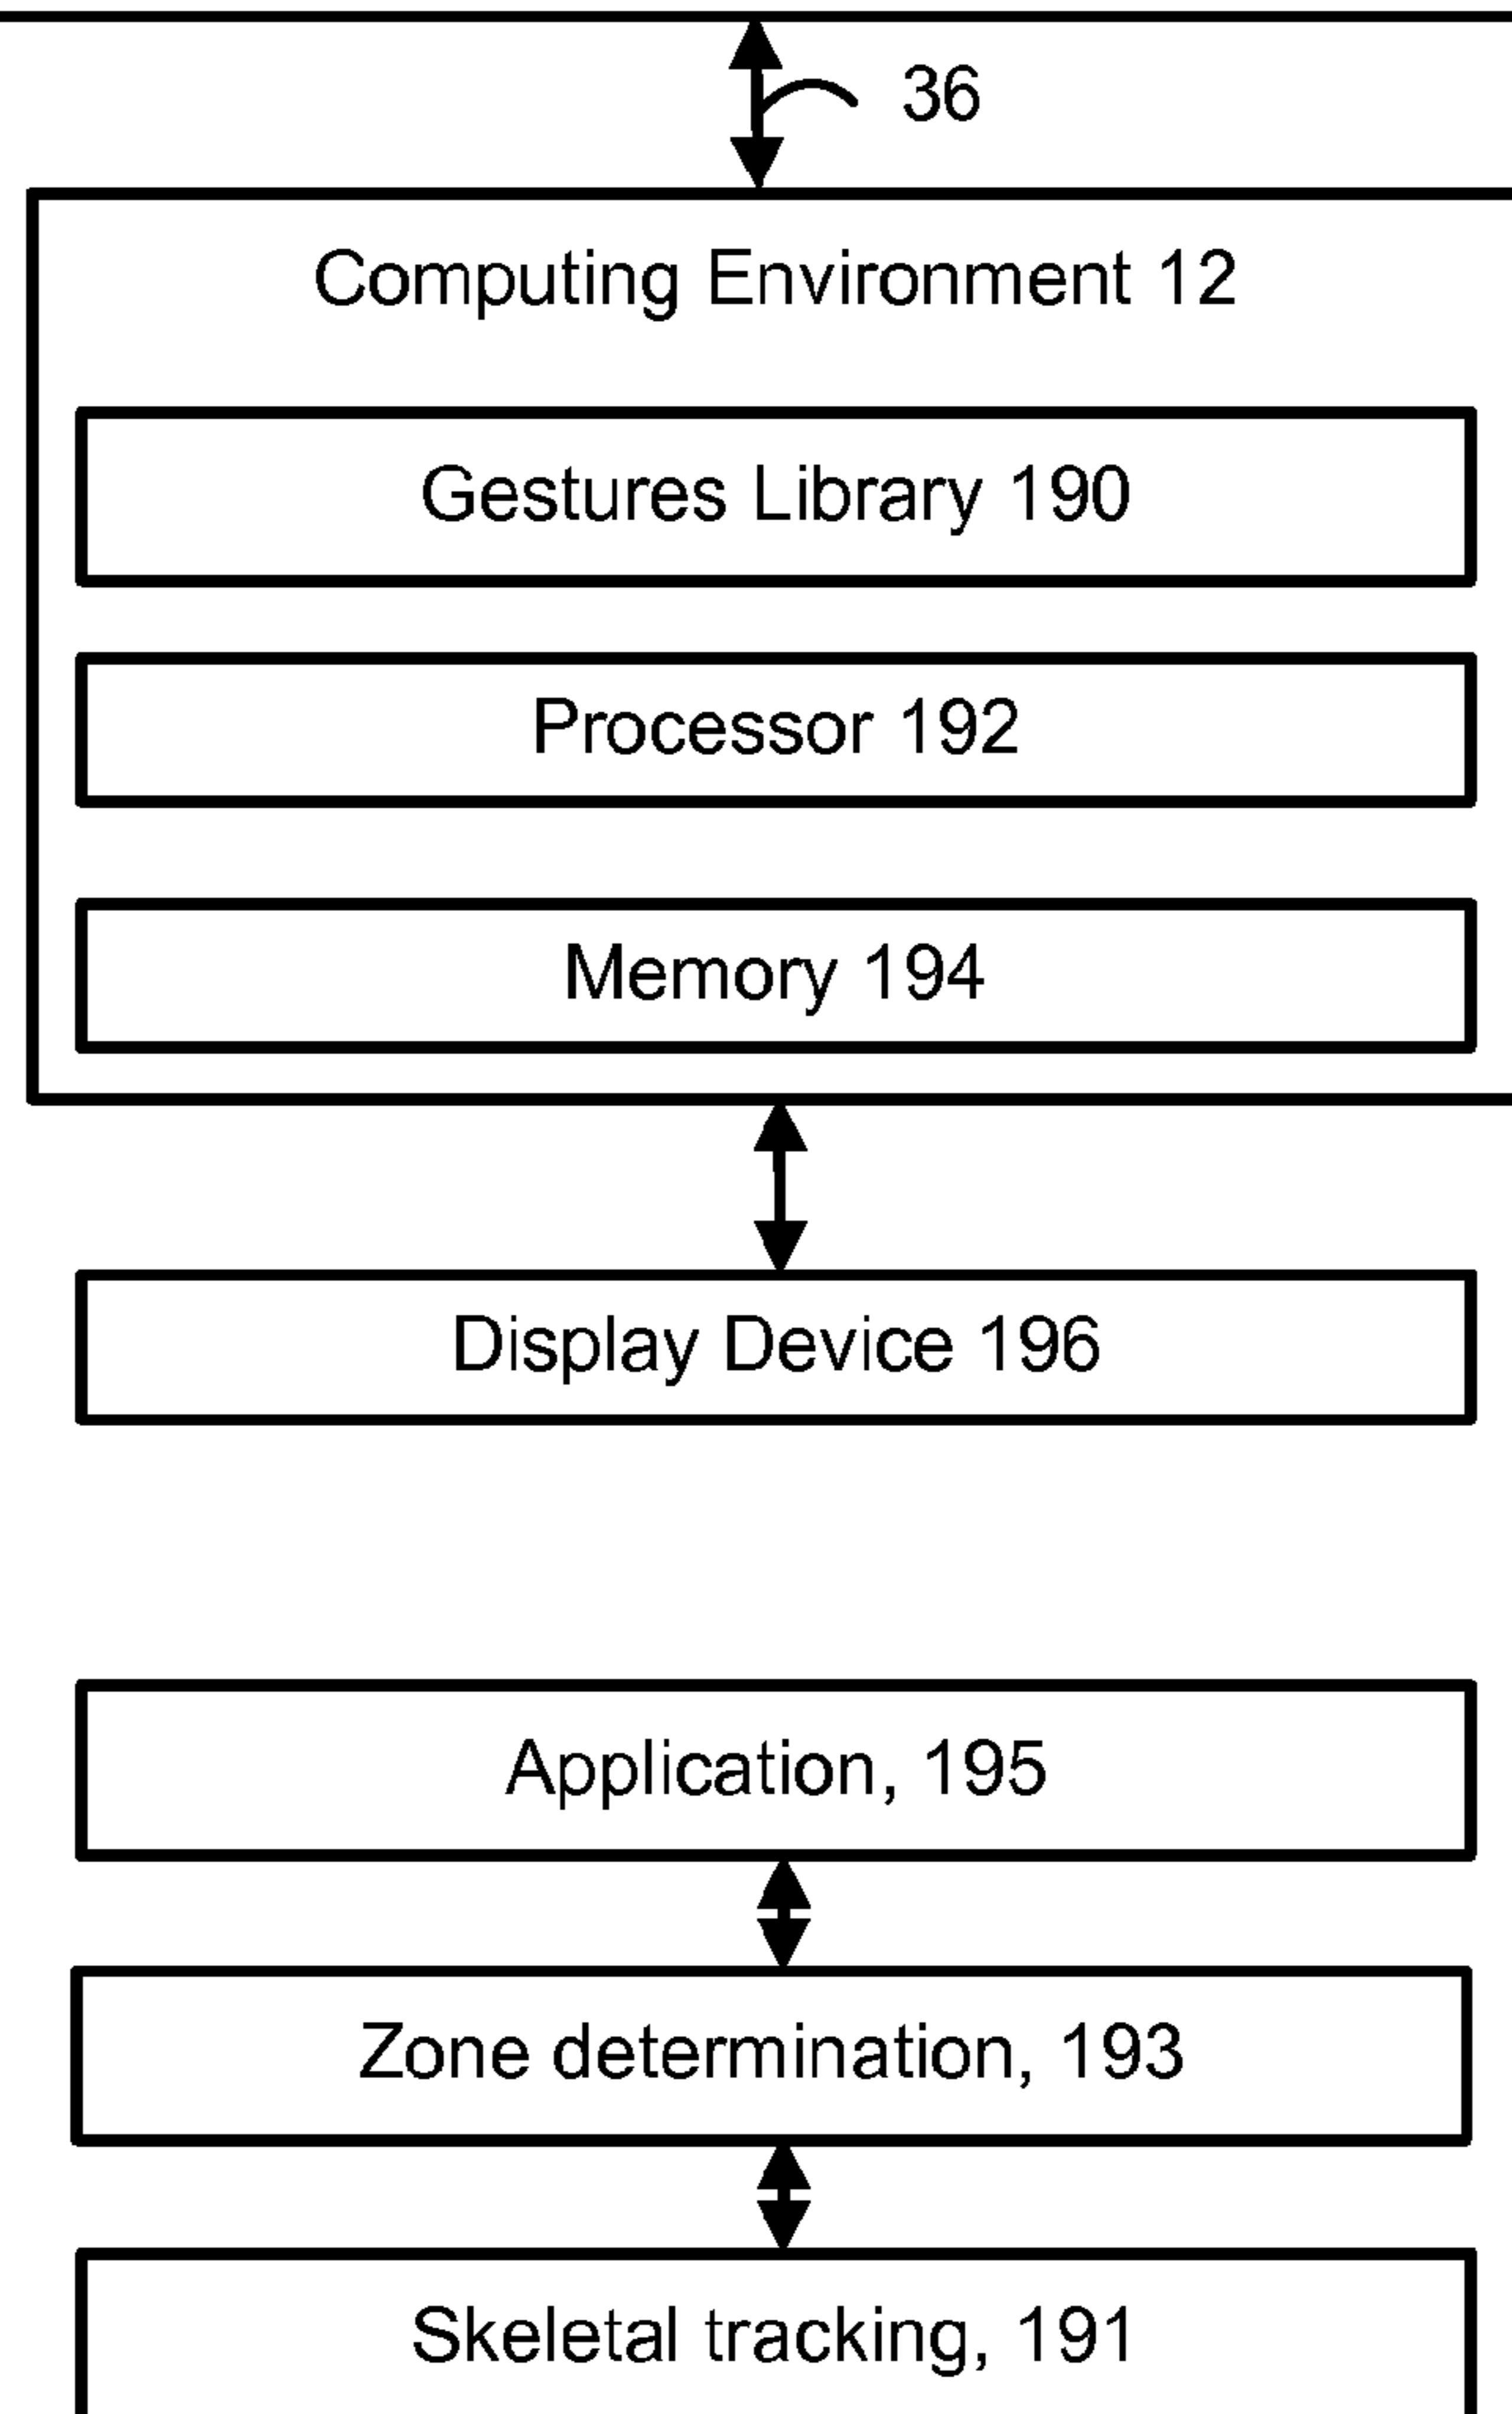 36
Computing Environment 12
Gestures Library 190
Processor 192
Memory 194
Display Device 196
Application, 195
Zone determination, 193
Skeletal tracking, 191